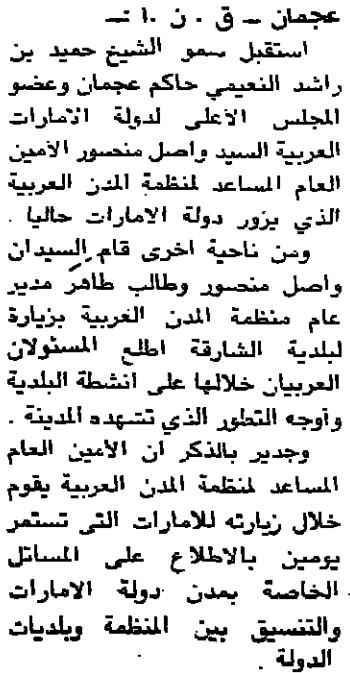 عجمان ـ ق . ن . ا ـ
استقبل سمو الشيخ حميد بن
راشد النعيمي حاكم عجمان وعضو
المجلس الأعلى لدولة الامارات
العربية السيد واصل منصور الأمين
العام المساعد لمنظمة المدن العربية
الذي يزور دولة الامارات حاليا .
ومن ناحية اخرى قام السيدان
واصل منصور وطالب طاهر مدير
عام منظمة المدن العربية بزيارة
لبلدية الشارقة اطلع المسئولان
العربيان خلالها على أنشطة البلدية
وأوجه التطور الذي تشهده المدينة .
وجدير بالذكر ان الأمين العام
المساعد لمنظمة المدن العربية يقوم
خلال زيارته للامارات التى تستمر
يومين بالاطلاع على المسائل
الخاصة بمدن دولة الامارات
والتنسيق بين المنظمة وبلديات
الدولة .